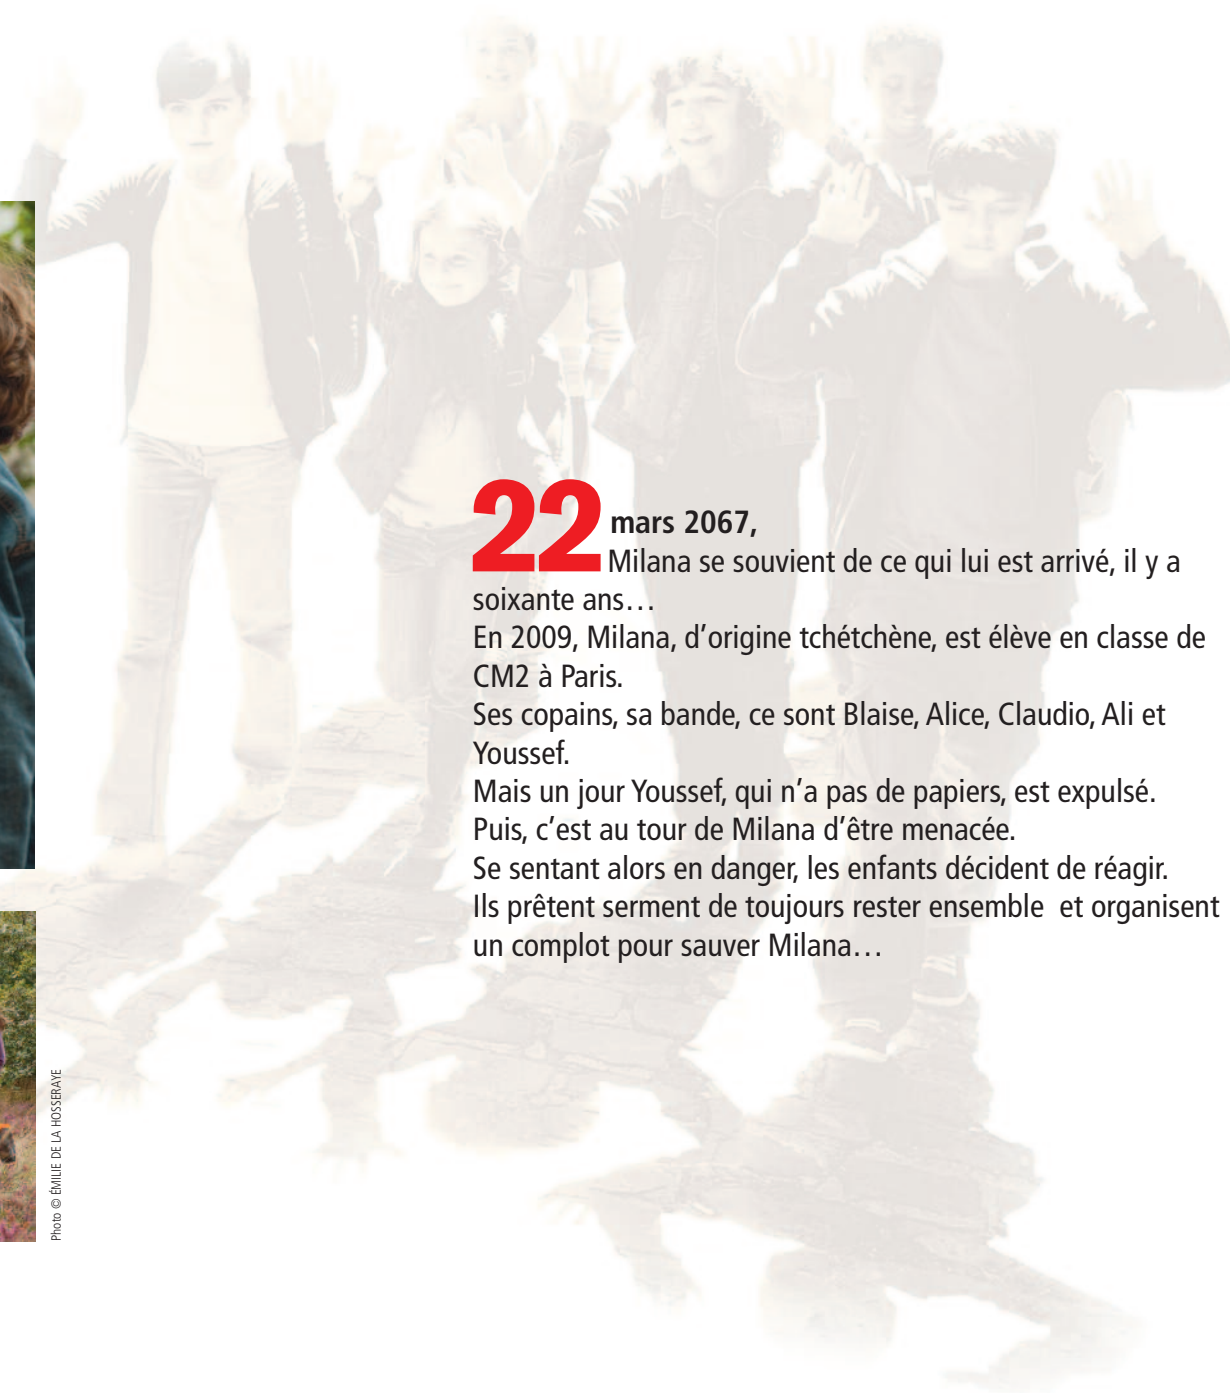 22 mars 2067,
Milana se souvient de ce qui lui est arrivé, il y a
soixante ans…
En 2009, Milana, d’origine tchétchène, est élève en classe de
CM2 à Paris.
Ses copains, sa bande, ce sont Blaise, Alice, Claudio, Ali et
Youssef.
Mais un jour Youssef, qui n’a pas de papiers, est expulsé.
Puis, c’est au tour de Milana d’être menacée.
Se sentant alors en danger, les enfants décident de réagir.
Ils prêtent serment de toujours rester ensemble  et organisent
un complot pour sauver Milana…
Photo © ÉMILIE DE LA HOSSERAYE